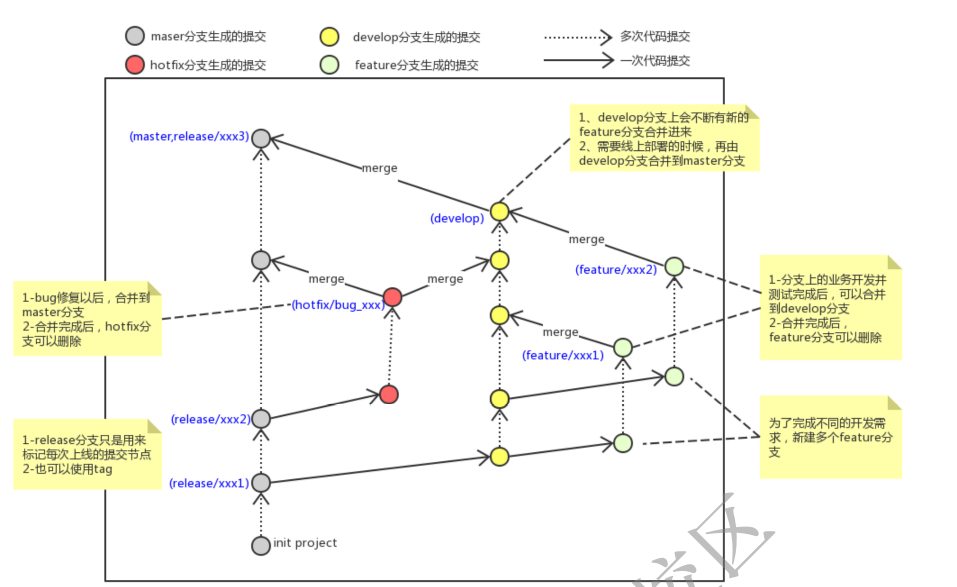 maser分支生成的提交
develop分支生成的提交
多次代码提交
hotfix分支生成的提交
feature分支生成的提交
一次代码提交
1、develop分支上会不断有新的
feature分支合并进来
2、需要线上部署的时候，再由
develop分支合并到master分支
(master,release/xxx3)
merge
(develop)
merge
(feature/xxx2)
1-分支上的业务开发并
测试完成后，可以合并
到develop分支
2-合并完成后，
feature分支可以删除
merge
merge
1-bug修复以后，合并到
master分支
2-合并完成后，hotfix分
支可以删除
(hotfix/bug_xxx)
merge
(feature/xxx1)
为了完成不同的开发需
求，新建多个feature分
支
(release/xxx2)
1-release分支只是用来
标记每次上线的提交节点
2-也可以使用tag
(release/xxx1)
init project